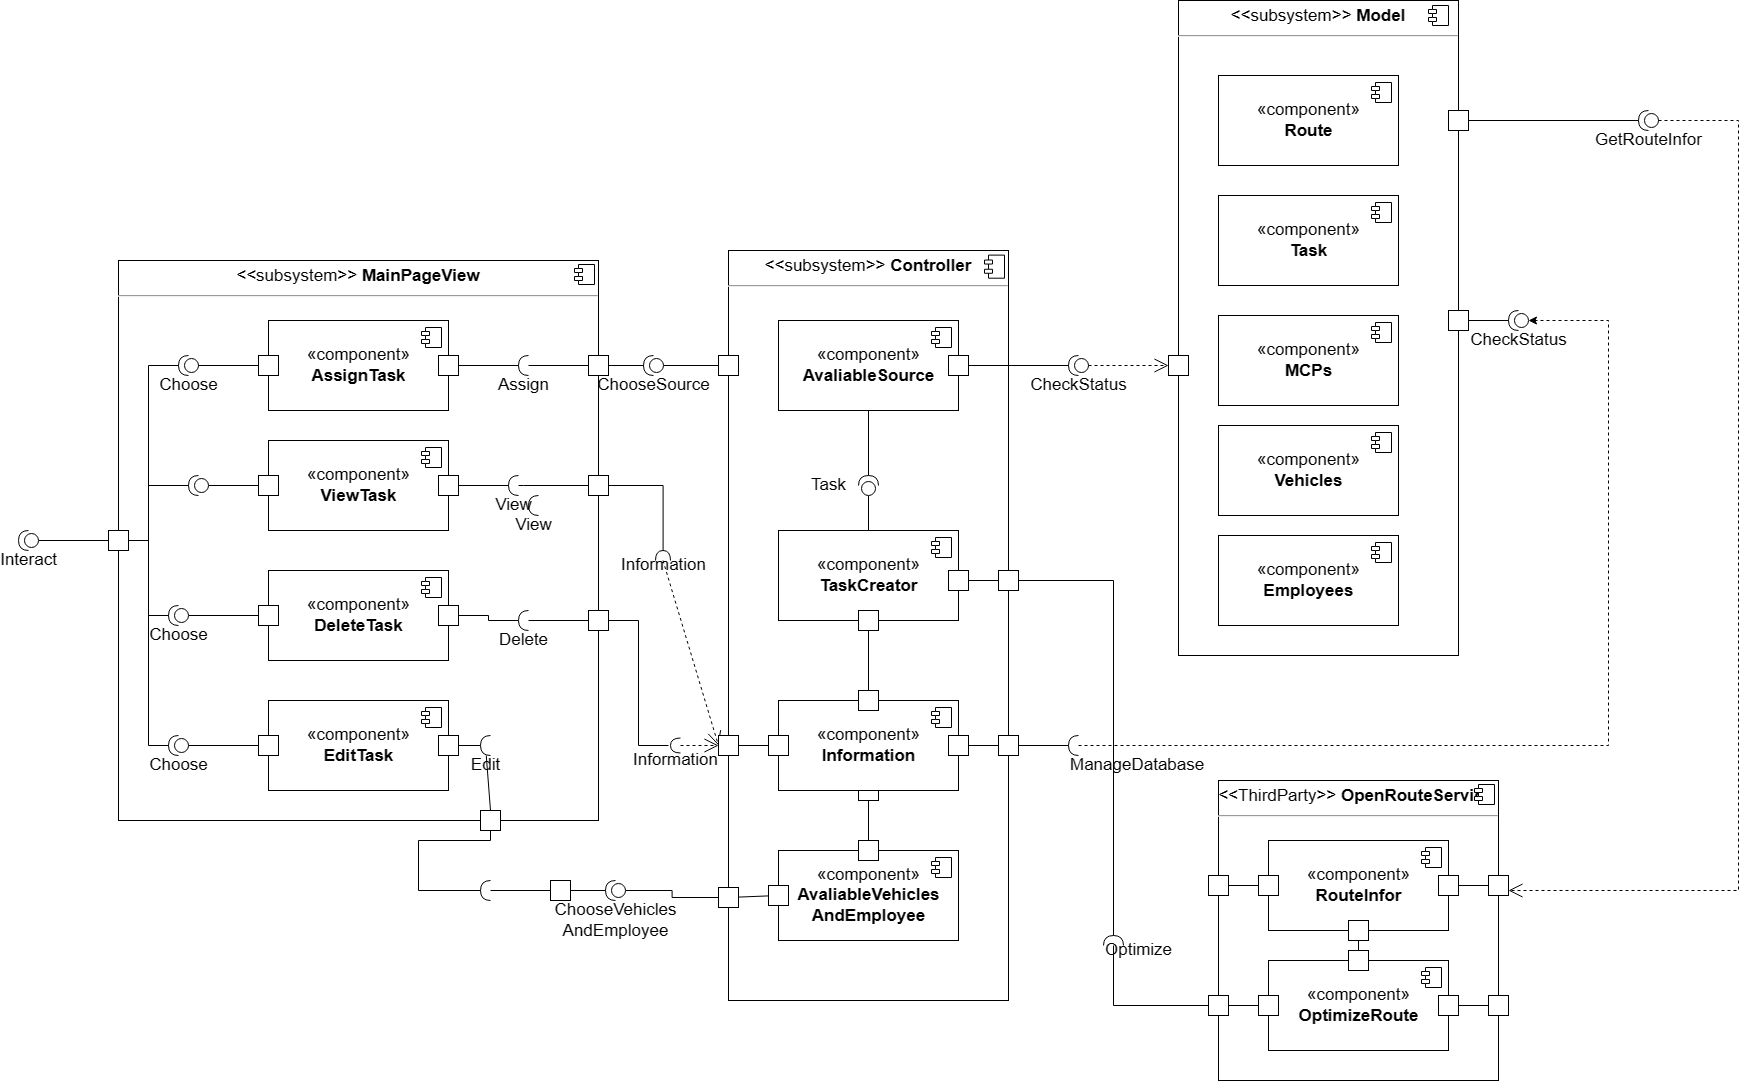 <<subsystem>> Model
«component»
Route
GetRouteInfor
«component»
Task
<<subsystem>> MainPageView
<<subsystem>> Controller
«component»
AssignTask
Choose
Assign
ChooseSource
«component»
AvaliableSource
CheckStatus
«component»
MCPs
CheckStatus
«component»
ViewTask
View
View
Task
«component»
Vehicles
Interact
Information
«component»
TaskCreator
«component»
Employees
«component»
DeleteTask
Choose
Delete
«component»
EditTask
Choose
Edit
Information
«component»
Information
ManageDatabase
<<ThirdParty>> OpenRouteServi
ChooseVehicles
AndEmployee
«component»
AvaliableVehicles
AndEmployee
«component»
RouteInfor
Optimize
«component»
OptimizeRoute